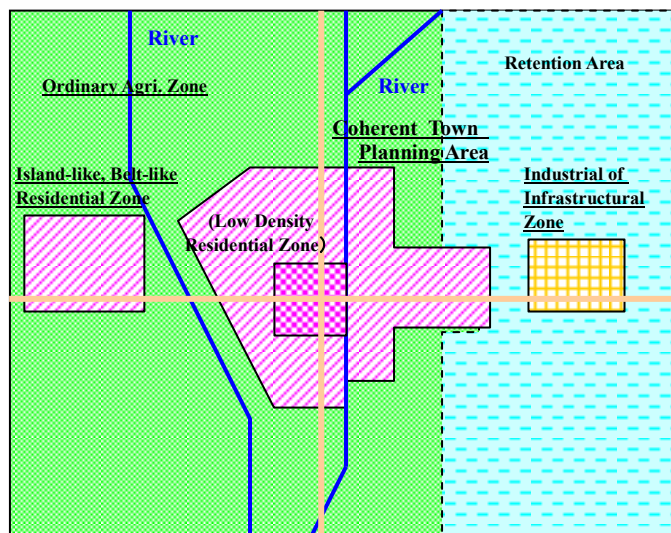 River
Retention Area
Ordinary Agri. Zone
River
Coherent Town
Planning Area
Island-like, Belt-like
Residential Zone
Industrial of
Infrastructural
Zone
(Low Density
Residential Zone)